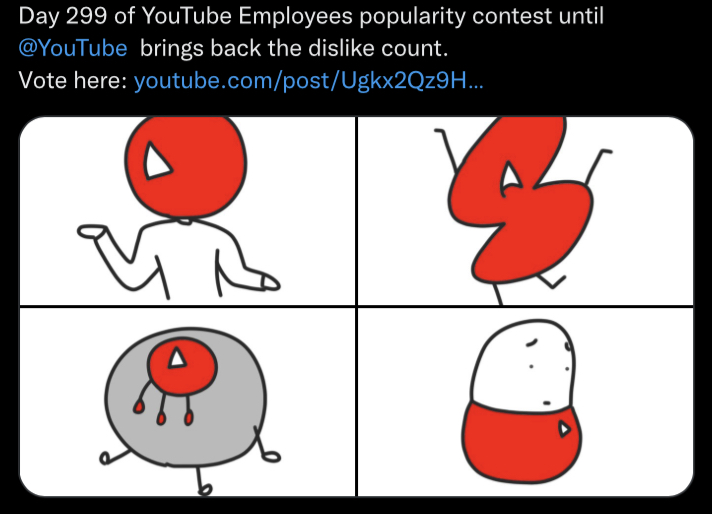 Day 299 of YouTube Employees popularity contest until
@YouTube brings back the dislike count.
Vote here: youtube.com/post/Ugkx2Qz9H…